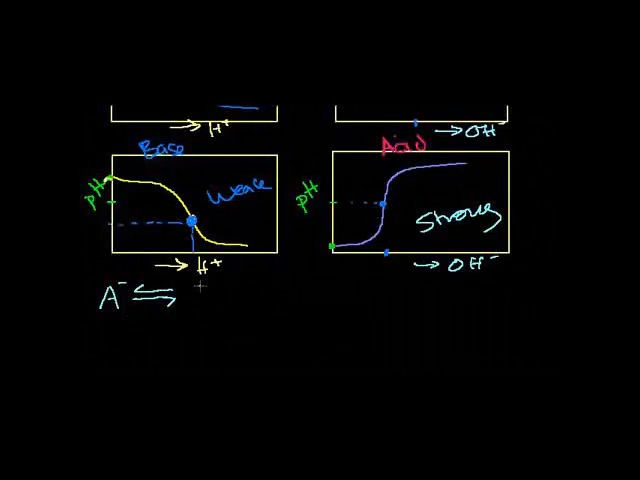 → H⁺
→ OH⁻
Base
Acid
pH
Weak
pH
Strong
→ H⁺
→ OH⁻
A⁻ ⇌